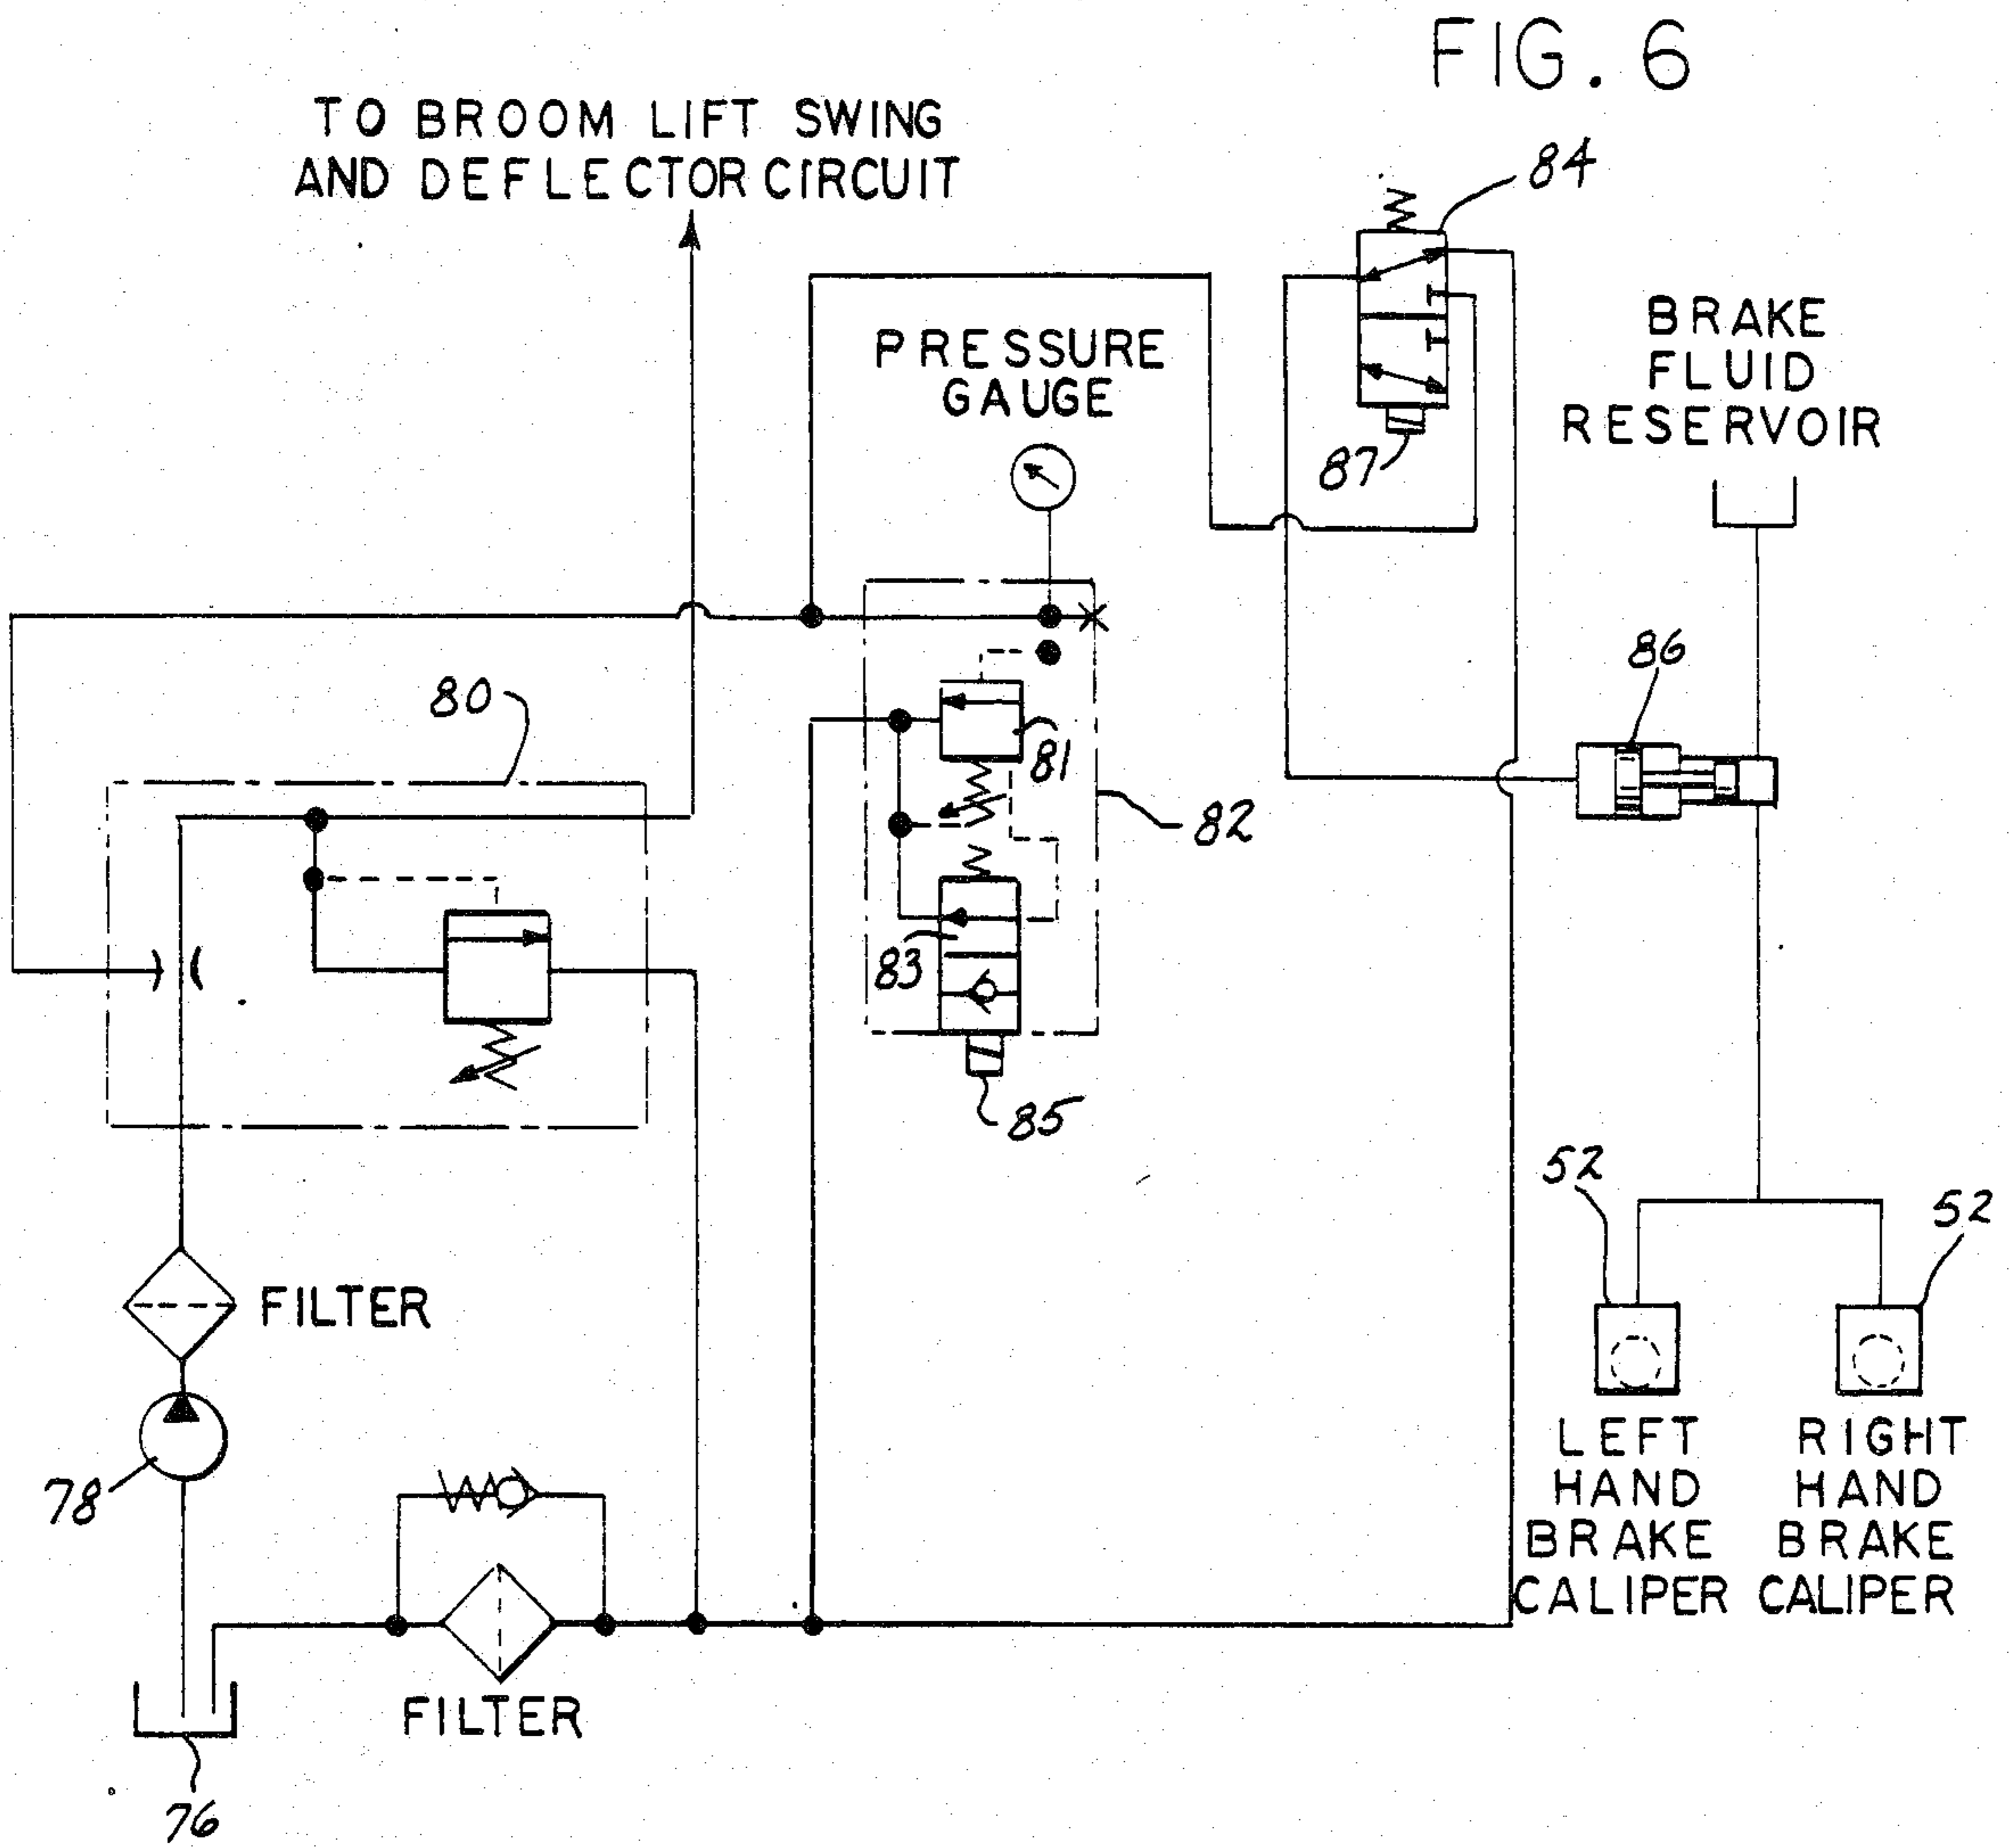 FIG. 6
TO BROOM LIFT SWING
AND DEFLECTOR CIRCUIT
84
PRESSURE
GAUGE
BRAKE
FLUID
RESERVOIR
87
86
80
81
82
83
85
52
52
FILTER
78
LEFT
HAND
BRAKE
CALIPER
RIGHT
HAND
BRAKE
CALIPER
FILTER
76